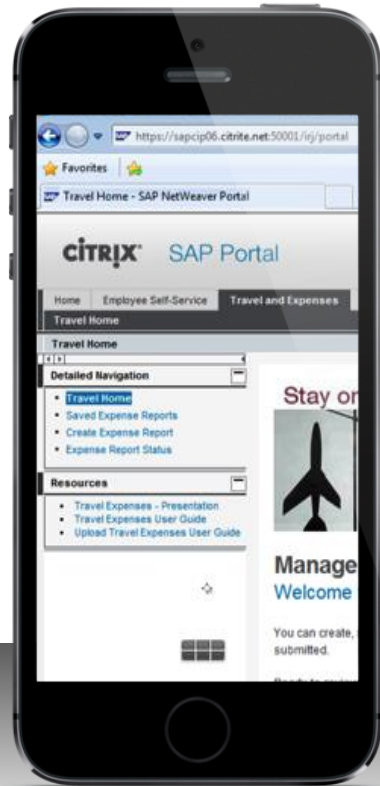 https://sapcip06.citrite.net:50001/irj/portal
Favorites
Travel Home - SAP NetWeaver Portal
CİTRIX® SAP Portal
Home Employee Self-Service Travel and Expenses
Travel Home
Travel Home
Detailed Navigation
Travel Home
Saved Expense Reports
Create Expense Report
Expense Report Status
Resources
Travel Expenses - Presentation
Travel Expenses User Guide
Upload Travel Expenses User Guide
Stay or
Manage
Welcome
You can create,
submitted.